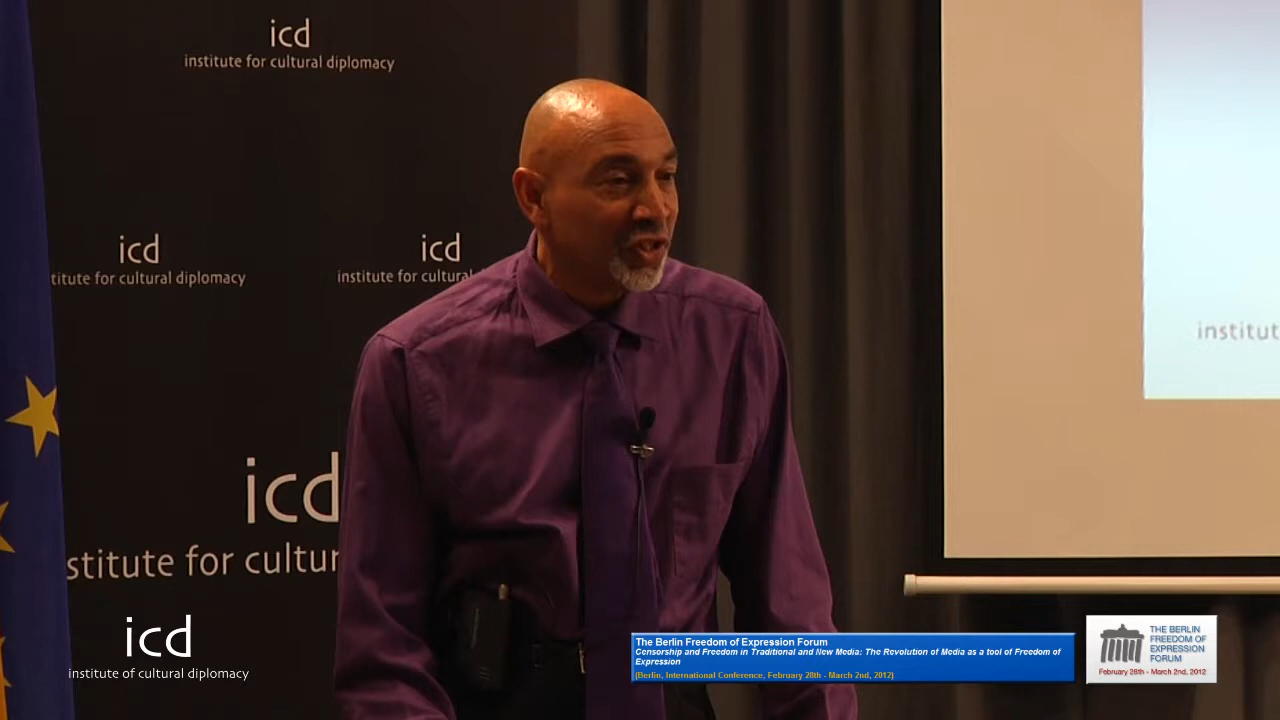 icd
institute for cultural diplomacy
icd
titute for cultural diplomacy
icd
institute for cultural
icd
stitute for cultur
institut
icd
institute of cultural diplomacy
The Berlin Freedom of Expression Forum
Censorship and Freedom in Traditional and New Media: The Revolution of Media as a tool of Freedom of
Expression
(Berlin, International Conference, February 28th - March 2nd, 2012)
THE BERLIN
FREEDOM OF
EXPRESSION
FORUM
February 28th - March 2nd, 2012